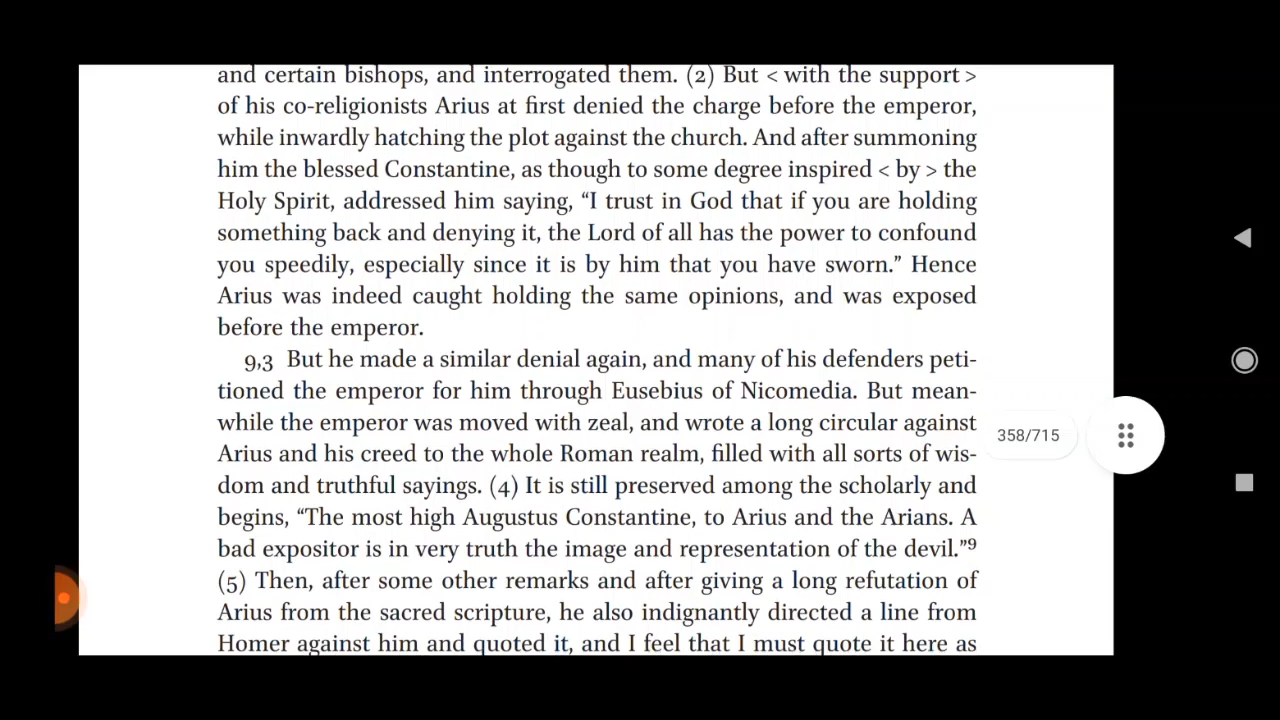 and certain bishops, and interrogated them. (2) But < with the support >
of his co-religionists Arius at first denied the charge before the emperor,
while inwardly hatching the plot against the church. And after summoning
him the blessed Constantine, as though to some degree inspired < by > the
Holy Spirit, addressed him saying, “I trust in God that if you are holding
something back and denying it, the Lord of all has the power to confound
you speedily, especially since it is by him that you have sworn.” Hence
Arius was indeed caught holding the same opinions, and was exposed
before the emperor.
9,3 But he made a similar denial again, and many of his defenders peti-
tioned the emperor for him through Eusebius of Nicomedia. But mean-
while the emperor was moved with zeal, and wrote a long circular against
Arius and his creed to the whole Roman realm, filled with all sorts of wis-
dom and truthful sayings. (4) It is still preserved among the scholarly and
begins, “The most high Augustus Constantine, to Arius and the Arians. A
bad expositor is in very truth the image and representation of the devil.”⁹
(5) Then, after some other remarks and after giving a long refutation of
Arius from the sacred scripture, he also indignantly directed a line from
Homer against him and quoted it, and I feel that I must quote it here as
358/715